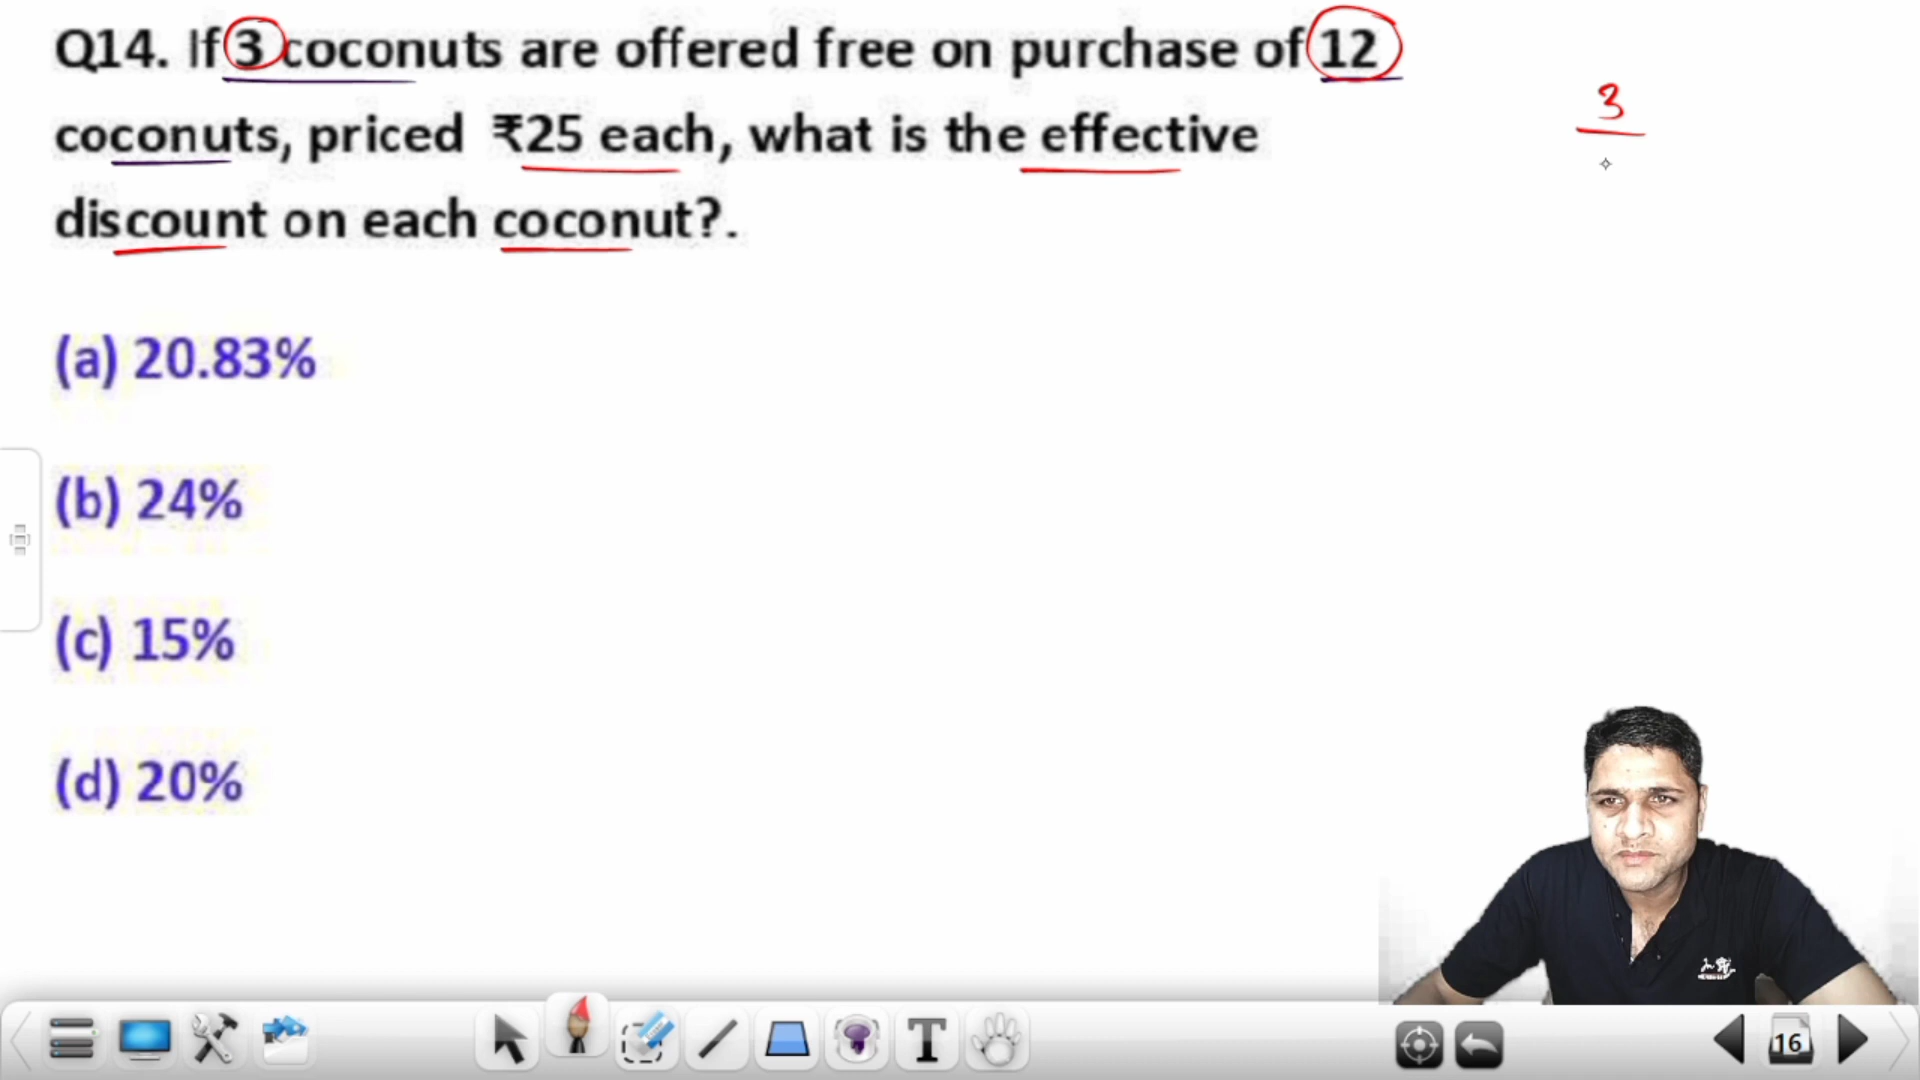 Q14. If 3 coconuts are offered free on purchase of 12
coconuts, priced ₹25 each, what is the effective
discount on each coconut?.
3
(a) 20.83%
(b) 24%
(c) 15%
(d) 20%
T
16